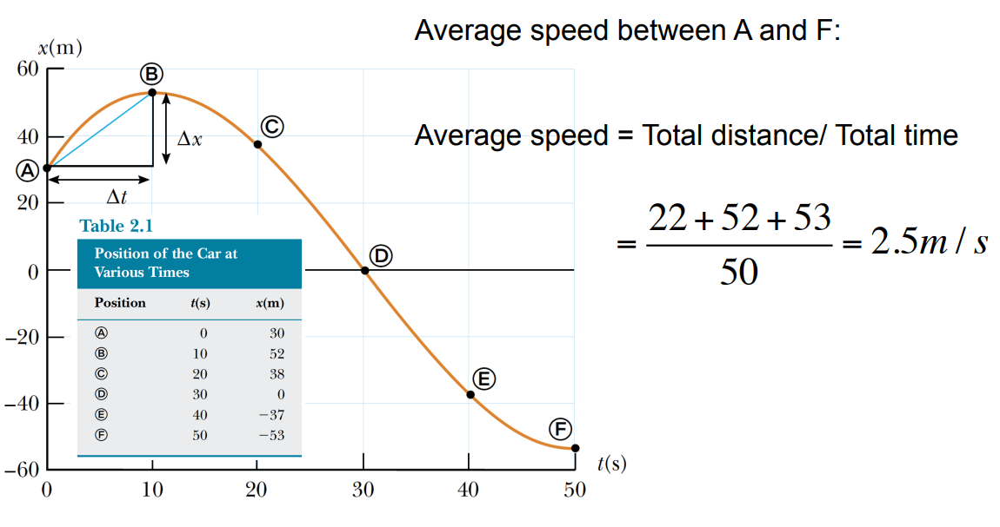 Average speed between A and F:
x(m)
60
40
20
0
−20
−40
−60
0 10 20 30 40 50
t(s)
A
B
C
D
E
F
Δx
Δt
Table 2.1
Position of the Car at
Various Times
Position t(s) x(m)
A 0 30
B 10 52
C 20 38
D 30 0
E 40 −37
F 50 −53
Average speed = Total distance/ Total time
= 22 + 52 + 53 / 50 = 2.5m / s